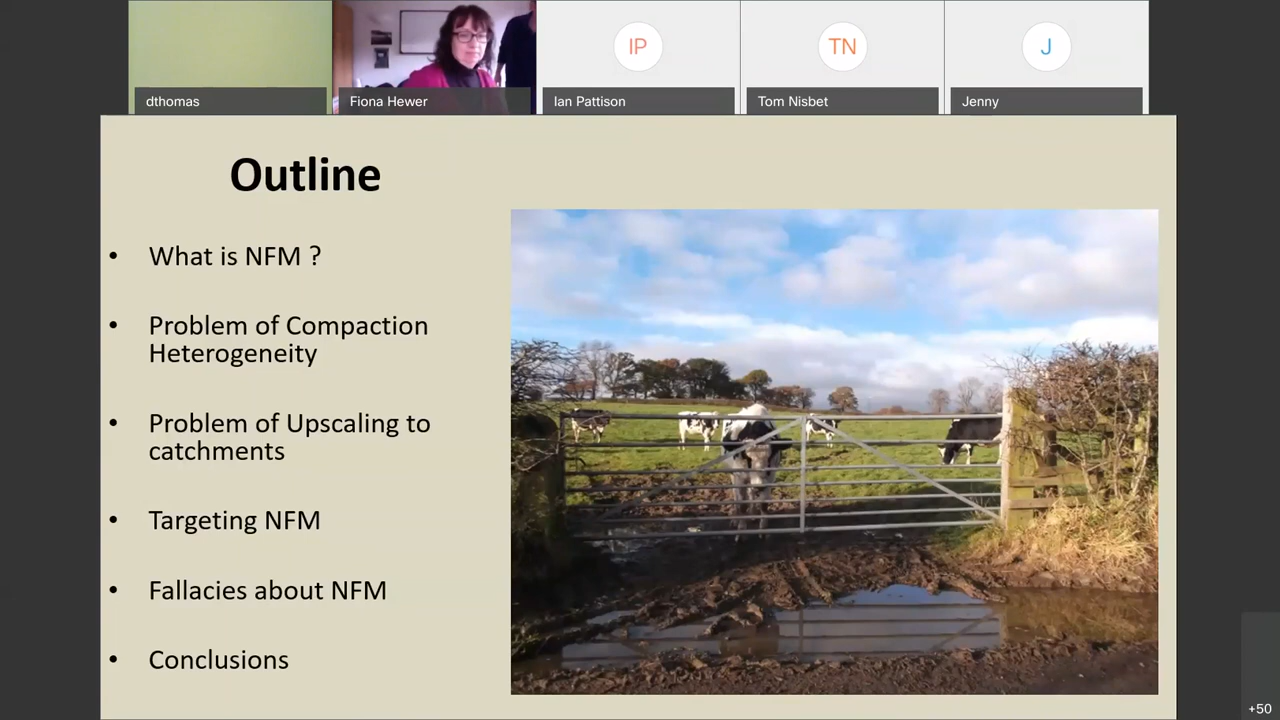 IP
TN
J
dthomas
Fiona Hewer
Ian Pattison
Tom Nisbet
Jenny
Outline
• What is NFM ?
• Problem of Compaction
Heterogeneity
• Problem of Upscaling to
catchments
• Targeting NFM
• Fallacies about NFM
• Conclusions
+50